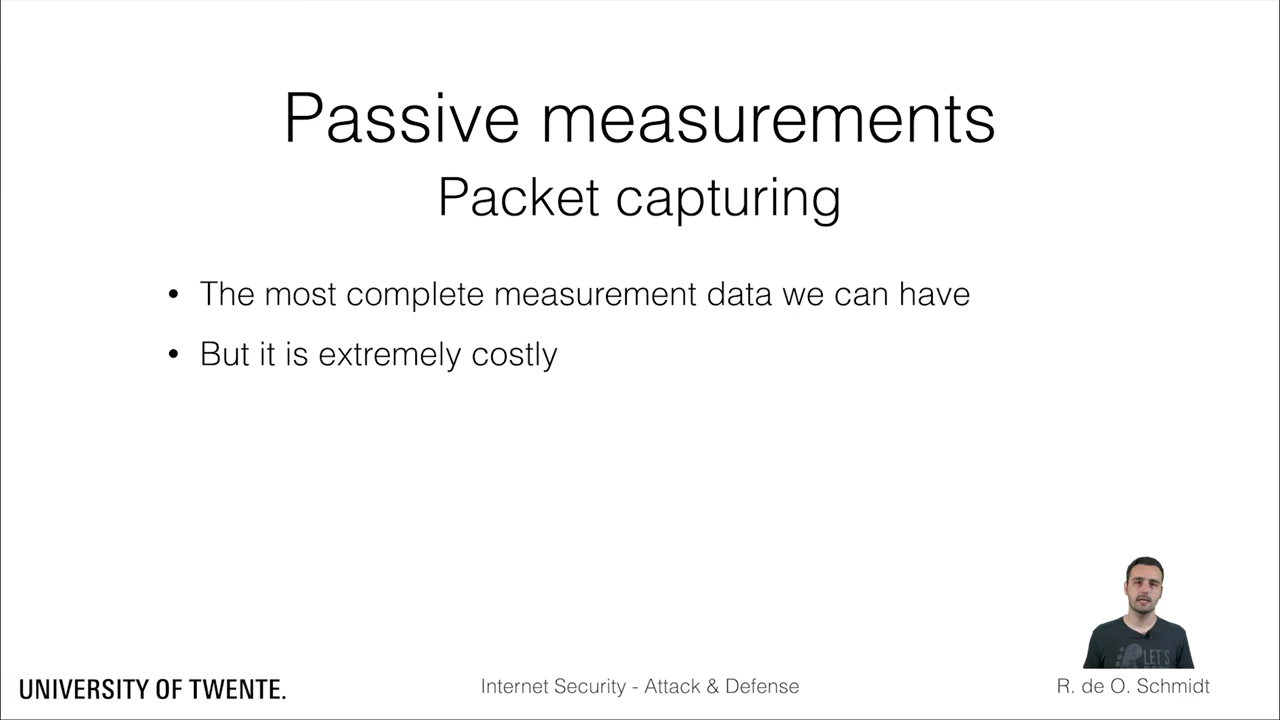 Passive measurements
Packet capturing
• The most complete measurement data we can have
• But it is extremely costly
LET'S
UNIVERSITY OF TWENTE.
Internet Security - Attack & Defense
R. de O. Schmidt